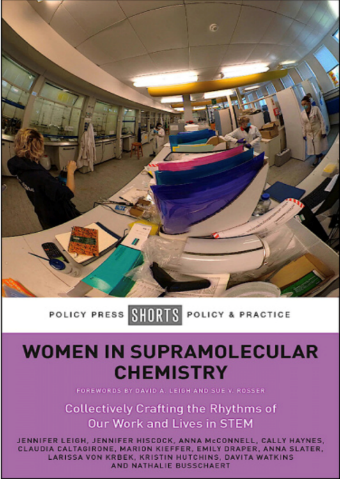 POLICY PRESS SHORTS POLICY & PRACTICE
WOMEN IN SUPRAMOLECULAR
CHEMISTRY
FOREWORDS BY DAVID A. LEIGH AND SUE V. ROSSER
Collectively Crafting the Rhythms of
Our Work and Lives in STEM
JENNIFER LEIGH, JENNIFER HISCOCK, ANNA McCONNELL, CALLY HAYNES,
CLAUDIA CALTAGIRONE, MARION KIEFFER, EMILY DRAPER, ANNA SLATER,
LARISSA VON KRBEK, KRISTIN HUTCHINS, DAVITA WATKINS
AND NATHALIE BUSSCHAERT